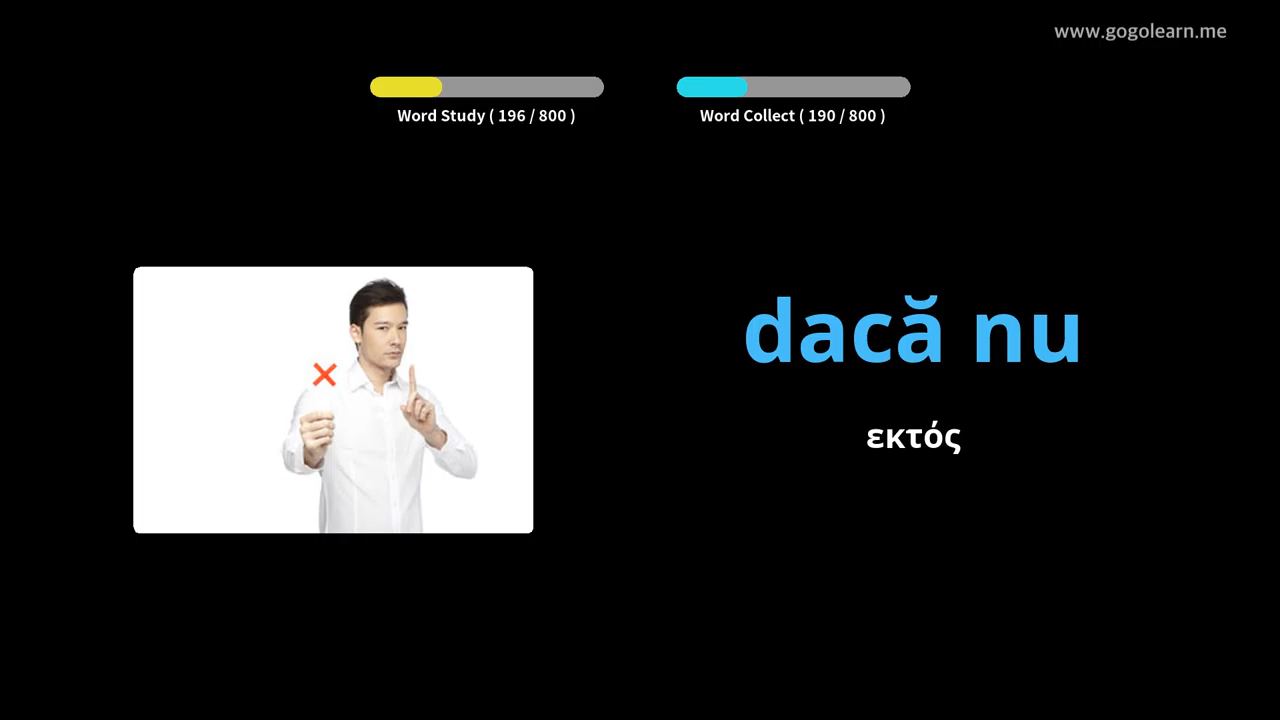 www.gogolearn.me
Word Study ( 196 / 800 )
Word Collect ( 190 / 800 )
dacă nu
εκτός